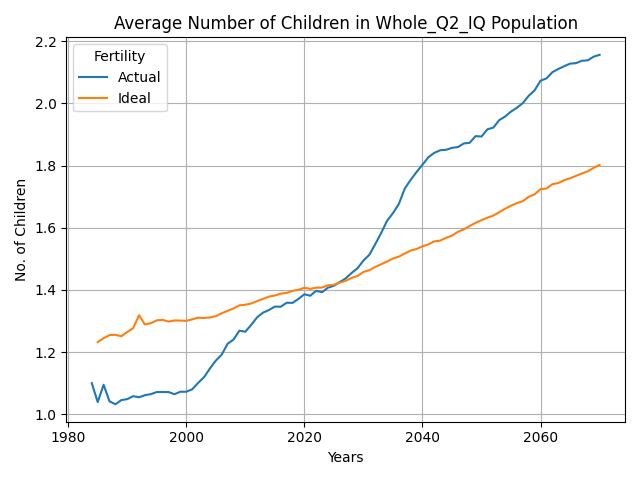 Average Number of Children in Whole_Q2_IQ Population
Fertility
Actual
Ideal
2.2
2.0
1.8
1.6
1.4
1.2
1.0
No. of Children
1980
2000
2020
2040
2060
Years